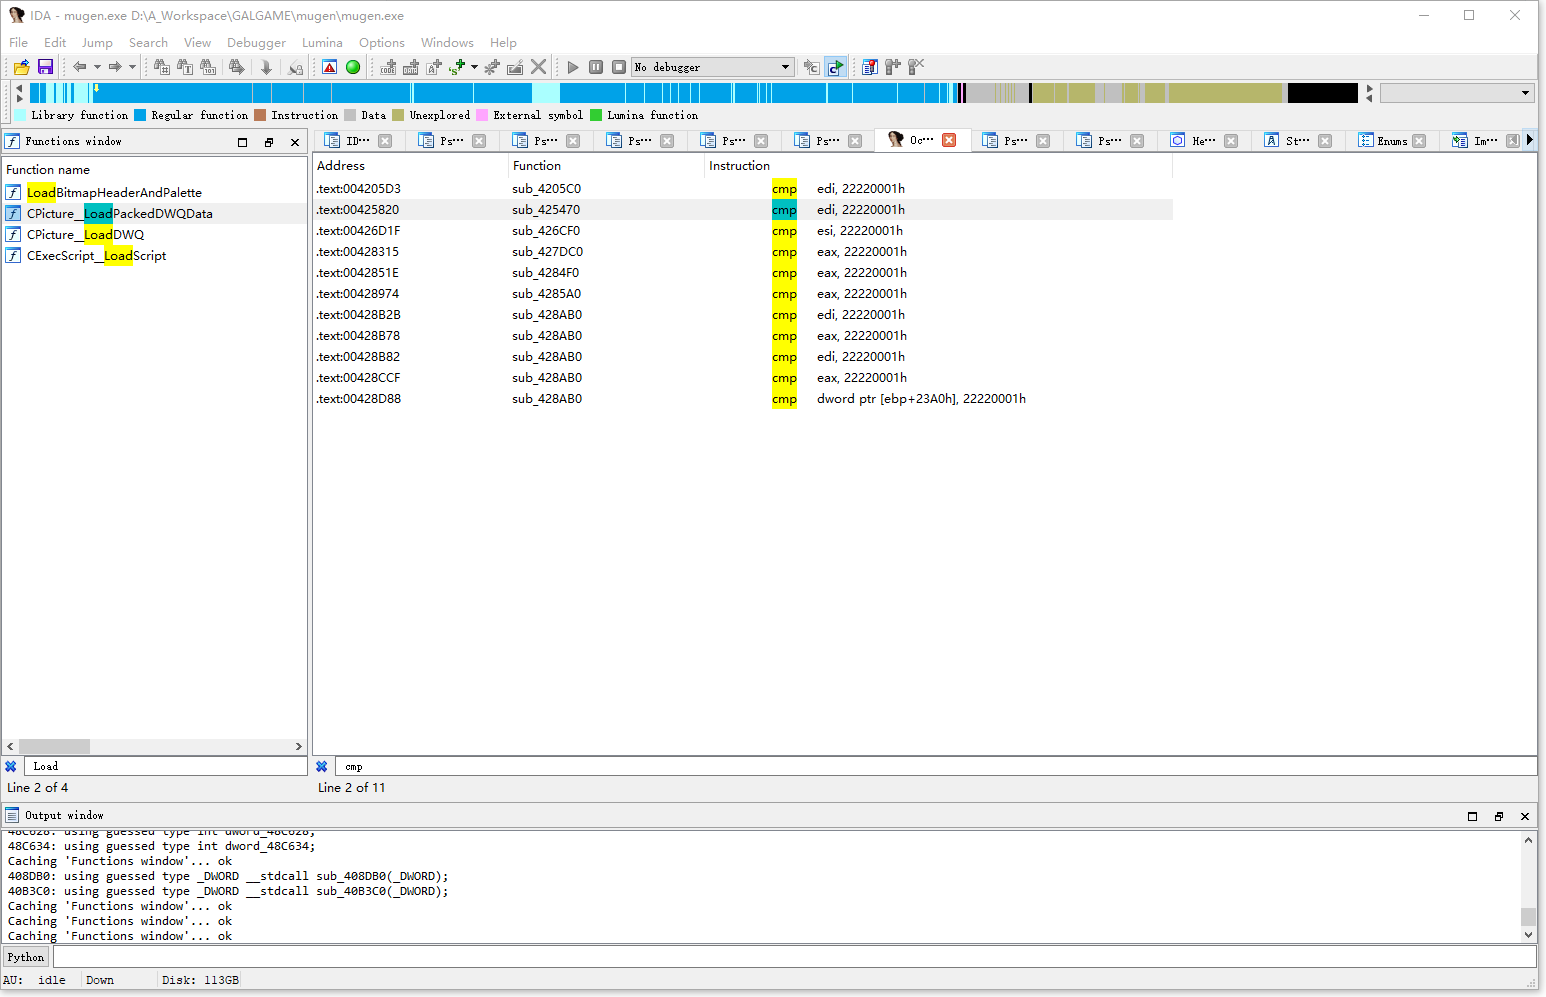 IDA - mugen.exe D:\A_Workspace\GALGAME\mugen\mugen.exe
File Edit Jump Search View Debugger Lumina Options Windows Help
No debugger
Library function Regular function Instruction Data Unexplored External symbol Lumina function
Functions window
ID··· Ps··· Ps··· Ps··· Ps··· Ps··· Oc··· Ps··· Ps··· He··· St··· Enums Im···
Function name
LoadBitmapHeaderAndPalette
CPicture__LoadPackedDWQData
CPicture__LoadDWQ
CExecScript__LoadScript
Load
Line 2 of 4
Address Function Instruction
.text:004205D3 sub_4205C0 cmp edi, 22220001h
.text:00425820 sub_425470 cmp edi, 22220001h
.text:00426D1F sub_426CF0 cmp esi, 22220001h
.text:00428315 sub_427DC0 cmp eax, 22220001h
.text:0042851E sub_4284F0 cmp eax, 22220001h
.text:00428974 sub_4285A0 cmp eax, 22220001h
.text:00428B2B sub_428AB0 cmp edi, 22220001h
.text:00428B78 sub_428AB0 cmp eax, 22220001h
.text:00428B82 sub_428AB0 cmp edi, 22220001h
.text:00428CCF sub_428AB0 cmp eax, 22220001h
.text:00428D88 sub_428AB0 cmp dword ptr [ebp+23A0h], 22220001h
cmp
Line 2 of 11
Output window
48C628: using guessed type int dword_48C628;
48C634: using guessed type int dword_48C634;
Caching 'Functions window'... ok
408DB0: using guessed type _DWORD __stdcall sub_408DB0(_DWORD);
40B3C0: using guessed type _DWORD __stdcall sub_40B3C0(_DWORD);
Caching 'Functions window'... ok
Caching 'Functions window'... ok
Caching 'Functions window'... ok
Python
AU: idle Down Disk: 113GB